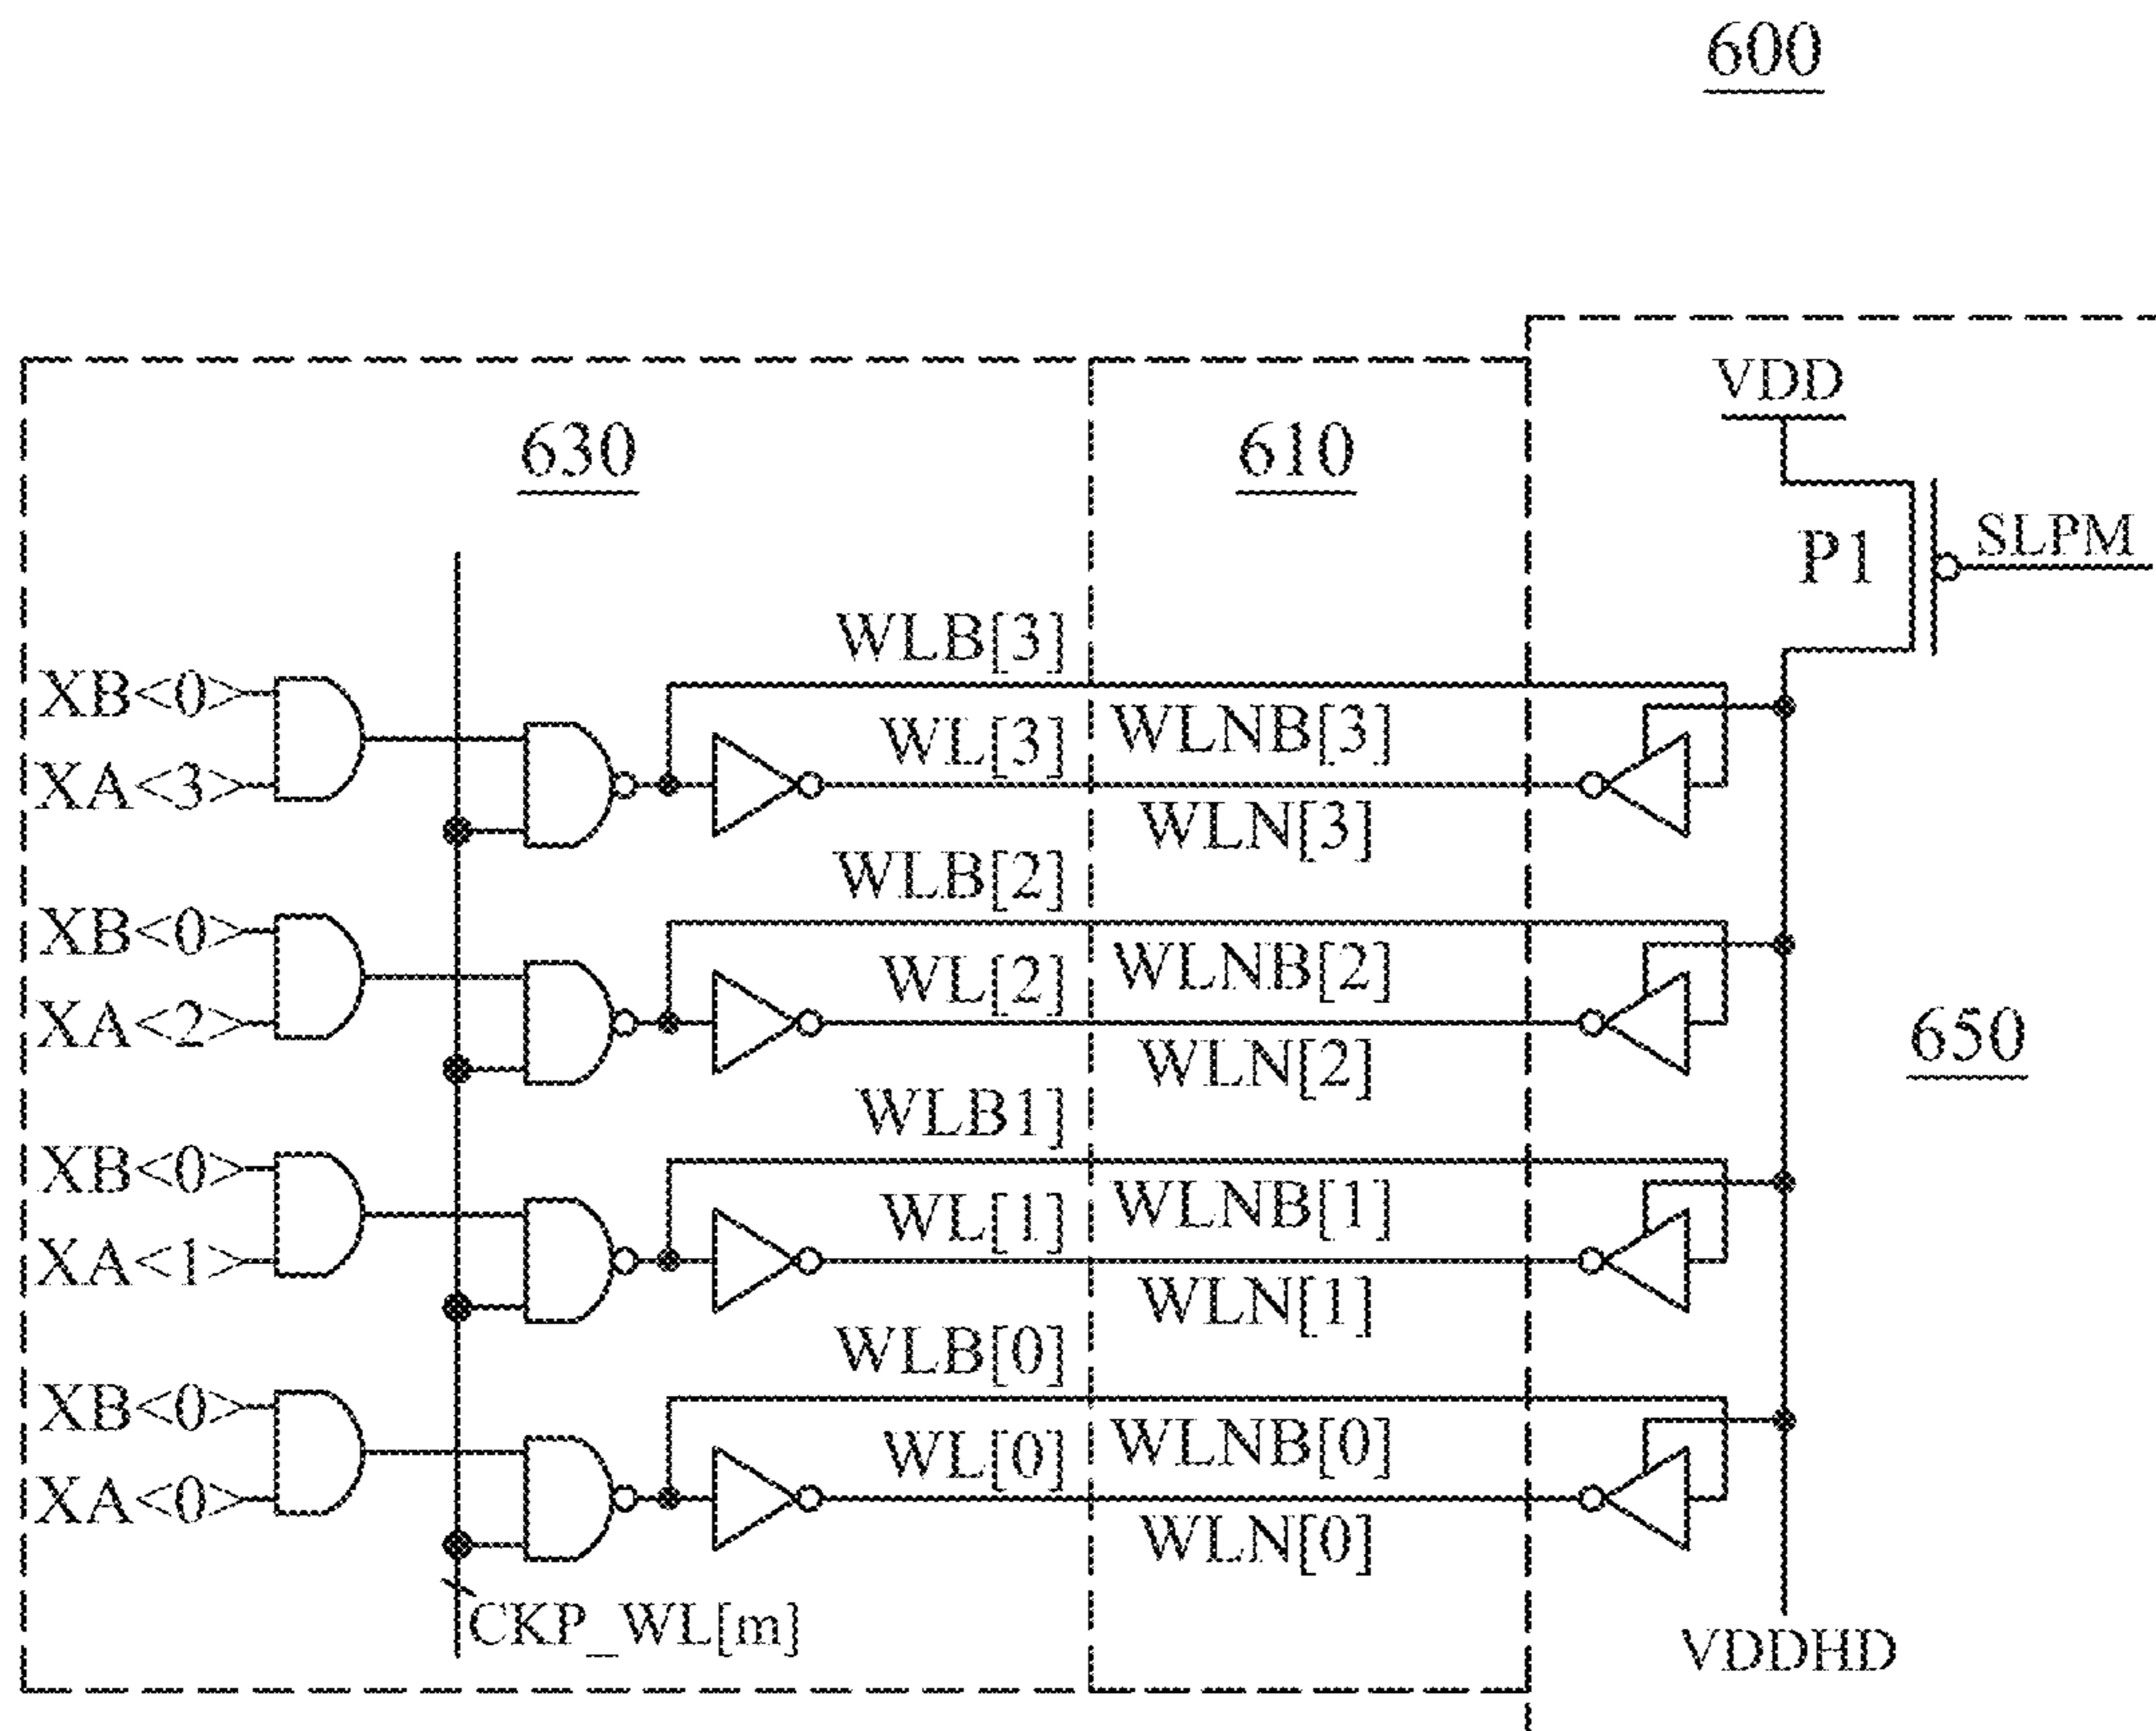 600
VDD
630
610
P1
SLPM
WLB[3]
XB<0>
WL[3]
WLNB[3]
XA<3>
WLN[3]
WLB[2]
XB<0>
WL[2]
WLNB[2]
XA<2>
WLN[2]
650
WLB1]
XB<0>
WL[1]
WLNB[1]
XA<1>
WLN[1]
WLB[0]
XB<0>
WL[0]
WLNB[0]
XA<0>
WLN[0]
CKP_WL[m]
VDDHD